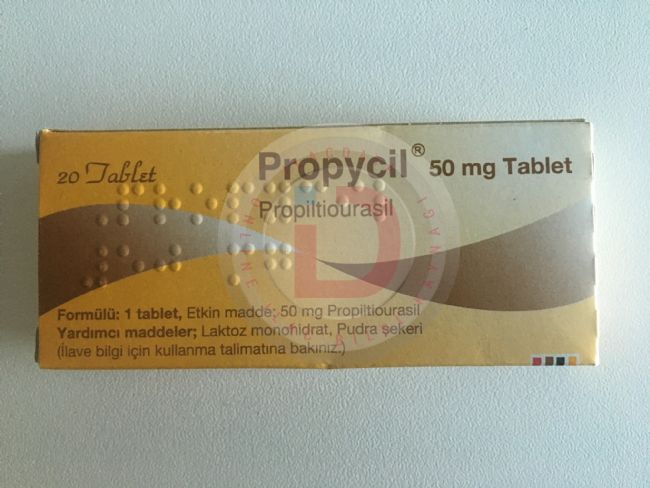 20 Tablet
Propycil® 50 mg Tablet
Propiltiourasil
Formülü: 1 tablet, Etkin madde: 50 mg Propiltiourasil
Yardımcı maddeler; Laktoz monohidrat, Pudra şekeri
(İlave bilgi için kullanma talimatına bakınız.)